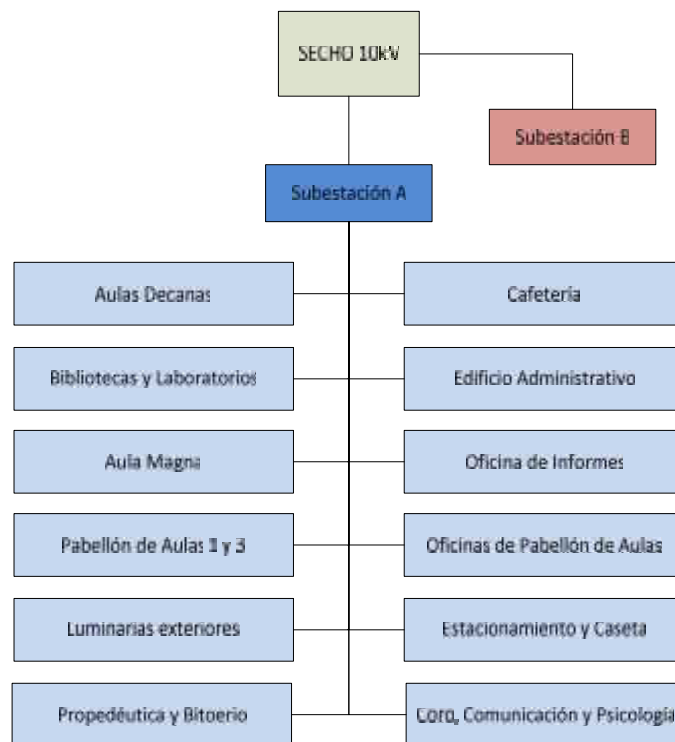 SECHO 10kV
Subestación B
Subestación A
Aulas Decanas
Cafetería
Bibliotecas y Laboratorios
Edificio Administrativo
Aula Magna
Oficina de Informes
Pabellón de Aulas 1 y 3
Oficinas de Pabellón de Aulas
Luminarias exteriores
Estacionamiento y Caseta
Propedéutica y Bitoerio
Coro, Comunicación y Psicología